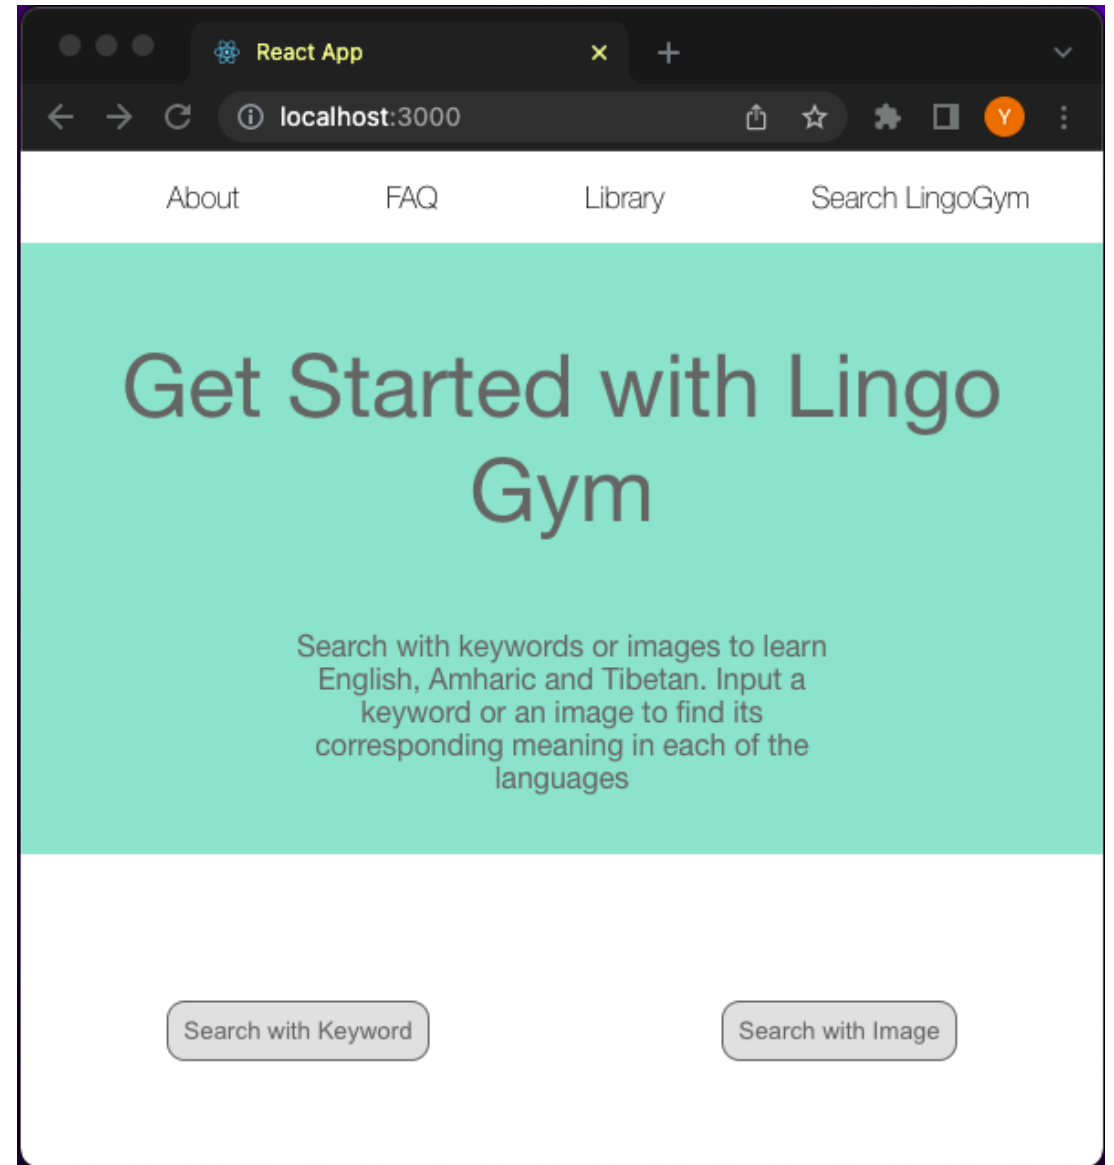 React App
localhost:3000
Y
About FAQ Library Search LingoGym
Get Started with Lingo
Gym
Search with keywords or images to learn
English, Amharic and Tibetan. Input a
keyword or an image to find its
corresponding meaning in each of the
languages
Search with Keyword Search with Image